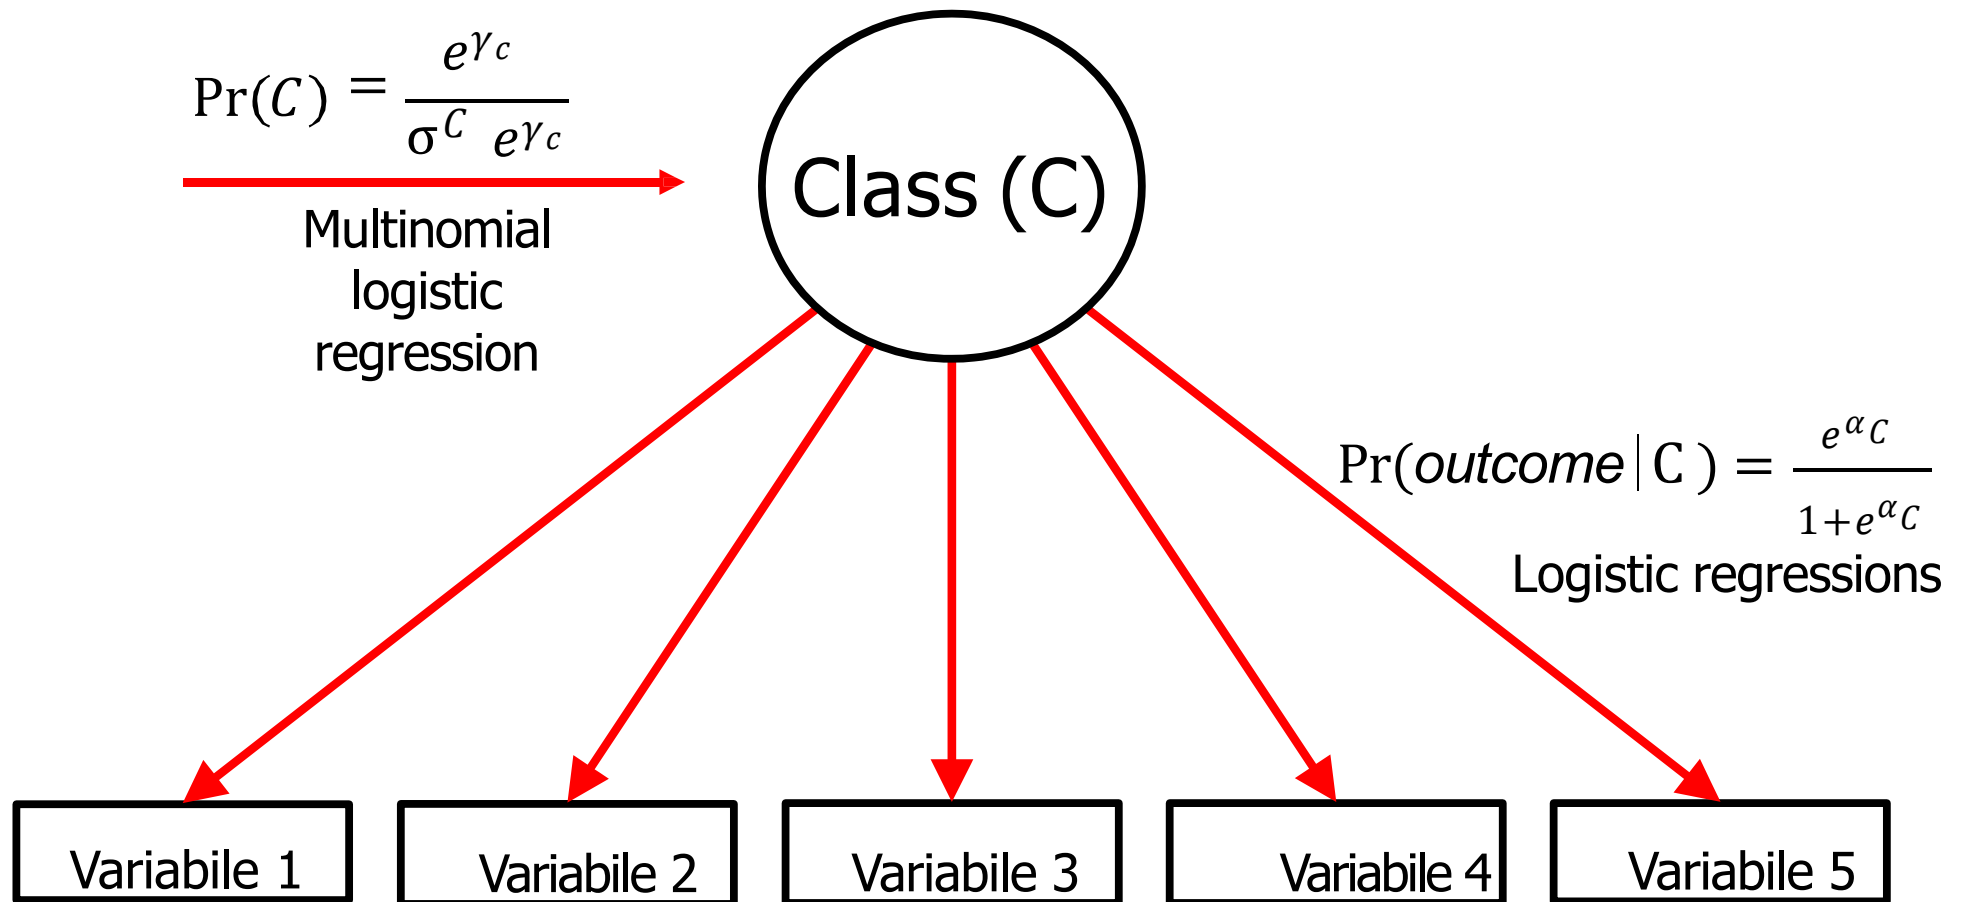 Pr(𝐶) = e^γc / σ^C e^γc
Multinomial
logistic
regression
Class (C)
Pr(outcome|C) = e^αC / 1+e^αC
Logistic regressions
Variabile 1
Variabile 2
Variabile 3
Variabile 4
Variabile 5